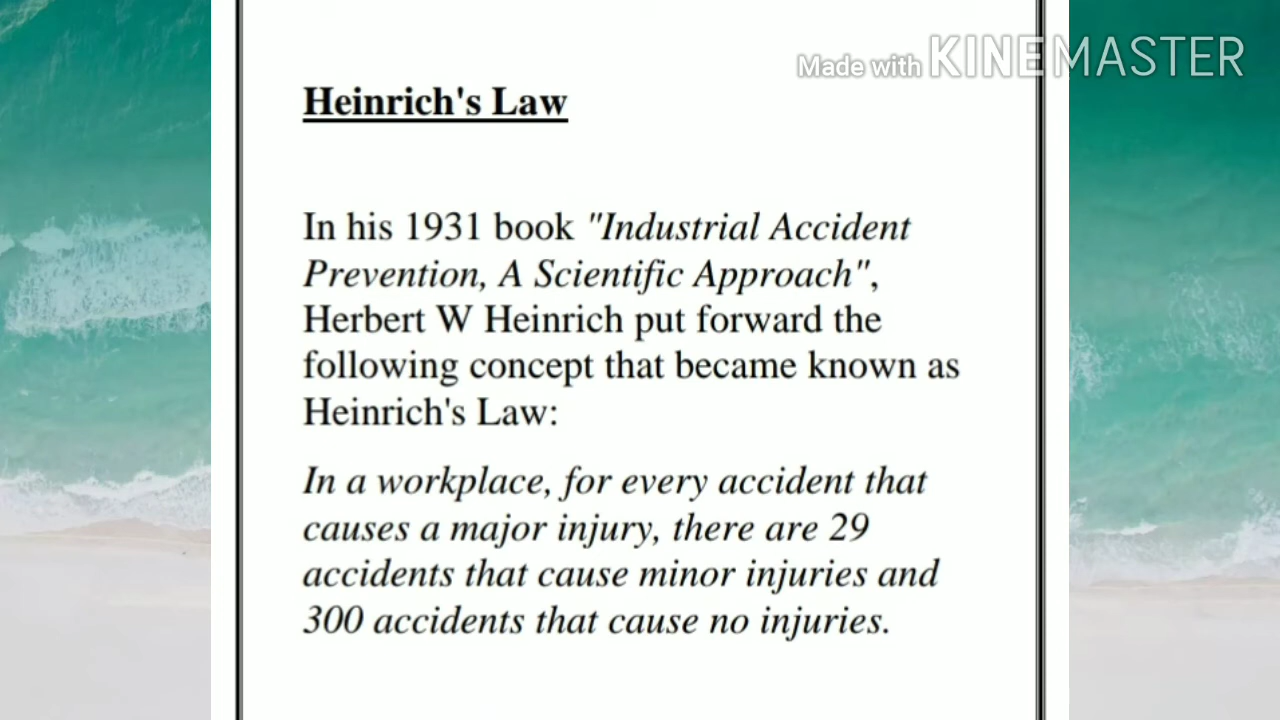 Made with KINEMASTER
Heinrich's Law
In his 1931 book "Industrial Accident
Prevention, A Scientific Approach",
Herbert W Heinrich put forward the
following concept that became known as
Heinrich's Law:
In a workplace, for every accident that
causes a major injury, there are 29
accidents that cause minor injuries and
300 accidents that cause no injuries.